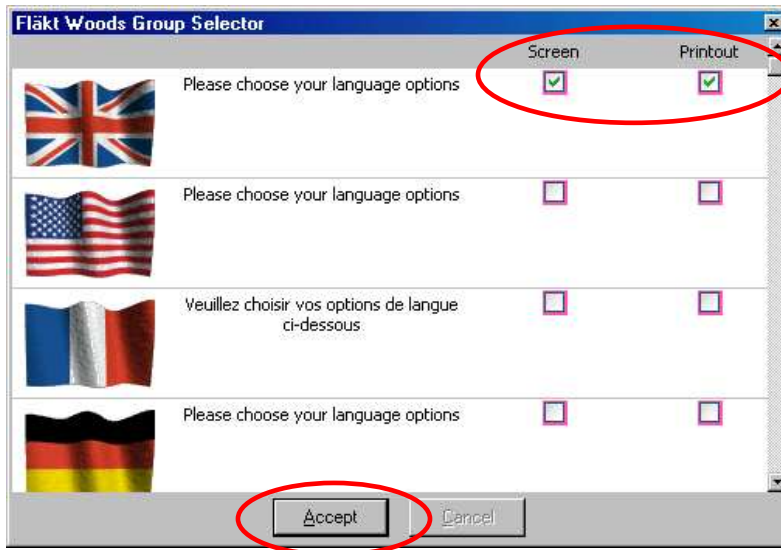 Fläkt Woods Group Selector
Screen Printout
Please choose your language options
Please choose your language options
Veuillez choisir vos options de langue
ci-dessous
Please choose your language options
Accept Cancel